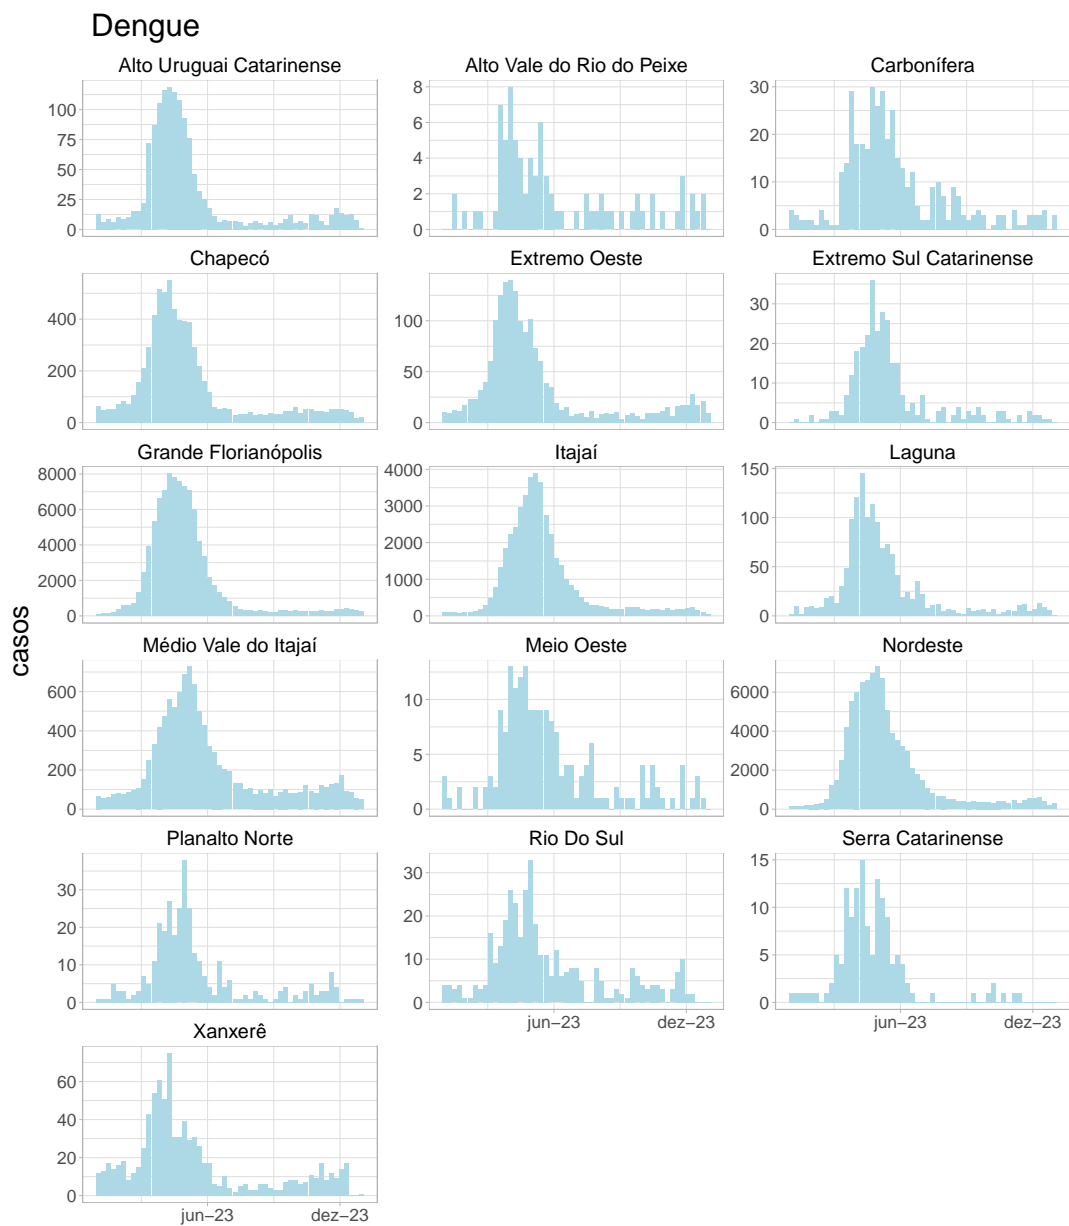 Dengue
Alto Uruguai Catarinense
Alto Vale do Rio do Peixe
Carbonífera
100
75
50
25
0
8
6
4
2
0
30
20
10
0
Chapecó
Extremo Oeste
Extremo Sul Catarinense
400
200
0
100
50
0
30
20
10
0
Grande Florianópolis
Itajaí
Laguna
8000
6000
4000
2000
0
4000
3000
2000
1000
0
150
100
50
0
casos
Médio Vale do Itajaí
Meio Oeste
Nordeste
600
400
200
0
10
5
0
6000
4000
2000
0
Planalto Norte
Rio Do Sul
Serra Catarinense
30
20
10
0
30
20
10
0
15
10
5
0
jun–23
dez–23
jun–23
dez–23
Xanxerê
60
40
20
0
jun–23
dez–23